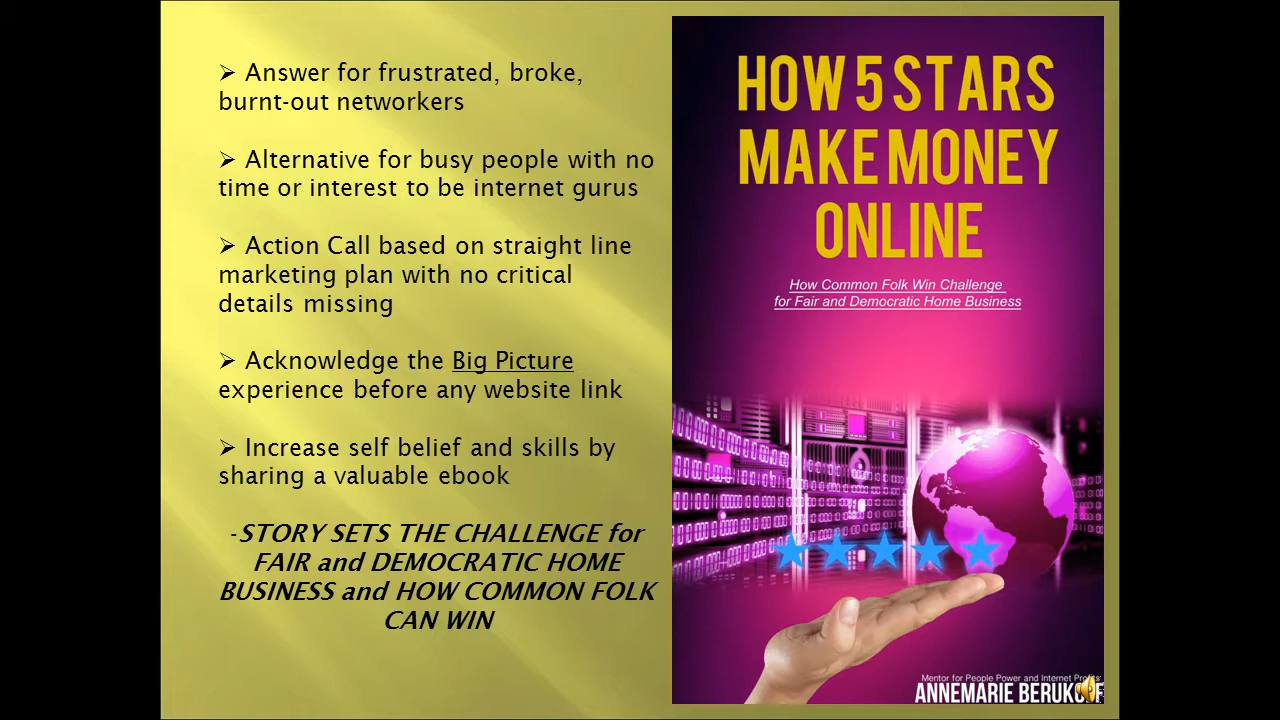 ➢ Answer for frustrated, broke,
burnt-out networkers
➢ Alternative for busy people with no
time or interest to be internet gurus
➢ Action Call based on straight line
marketing plan with no critical
details missing
➢ Acknowledge the Big Picture
experience before any website link
➢ Increase self belief and skills by
sharing a valuable ebook
-STORY SETS THE CHALLENGE for
FAIR and DEMOCRATIC HOME
BUSINESS and HOW COMMON FOLK
CAN WIN
HOW 5 STARS
MAKE MONEY
ONLINE
How Common Folk Win Challenge
for Fair and Democratic Home Business
Mentor for People Power and Internet Profits
ANNEMARIE